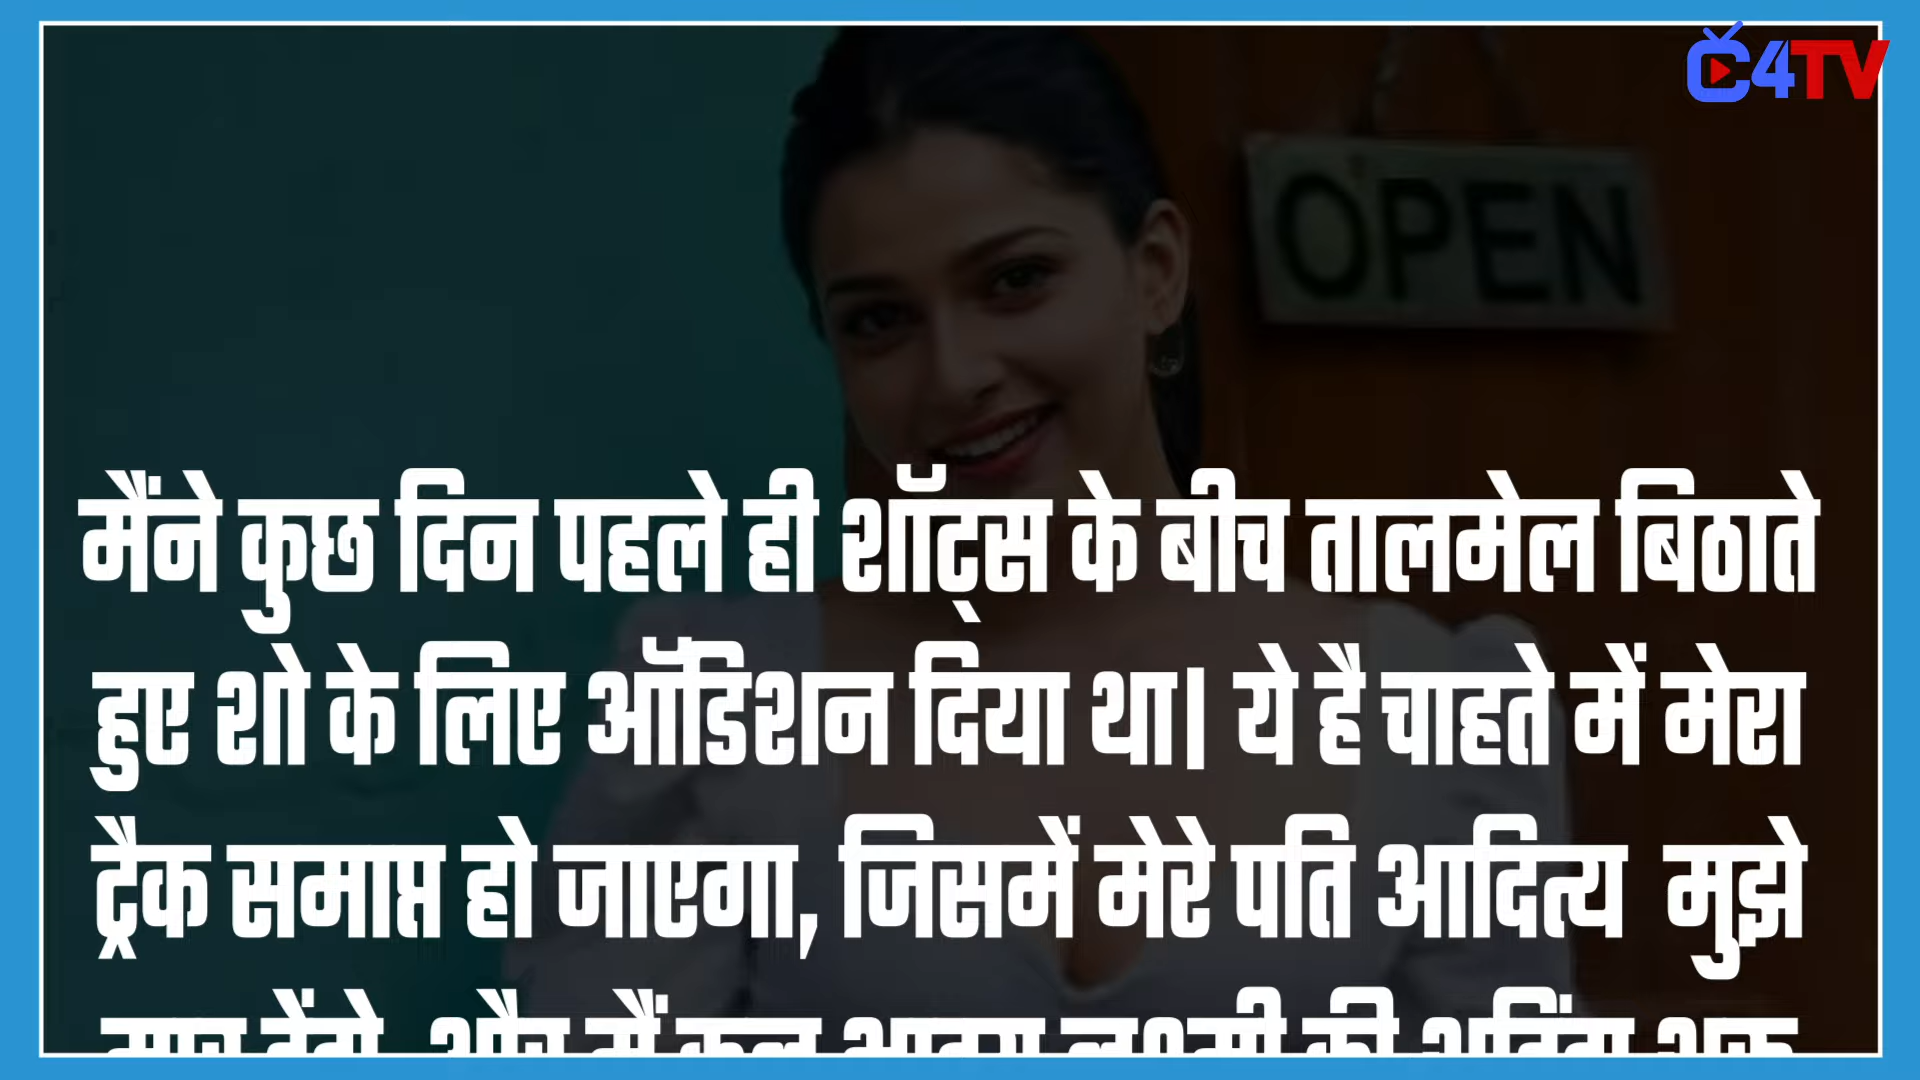 C4TV
OPEN
मैंने कुछ दिन पहले ही शॉट्स के बीच तालमेल बिठाते
हुए शो के लिए ऑडिशन दिया था। ये है चाहते में मेरा
ट्रैक समाप्त हो जाएगा, जिसमें मेरे पति आदित्य मुझे